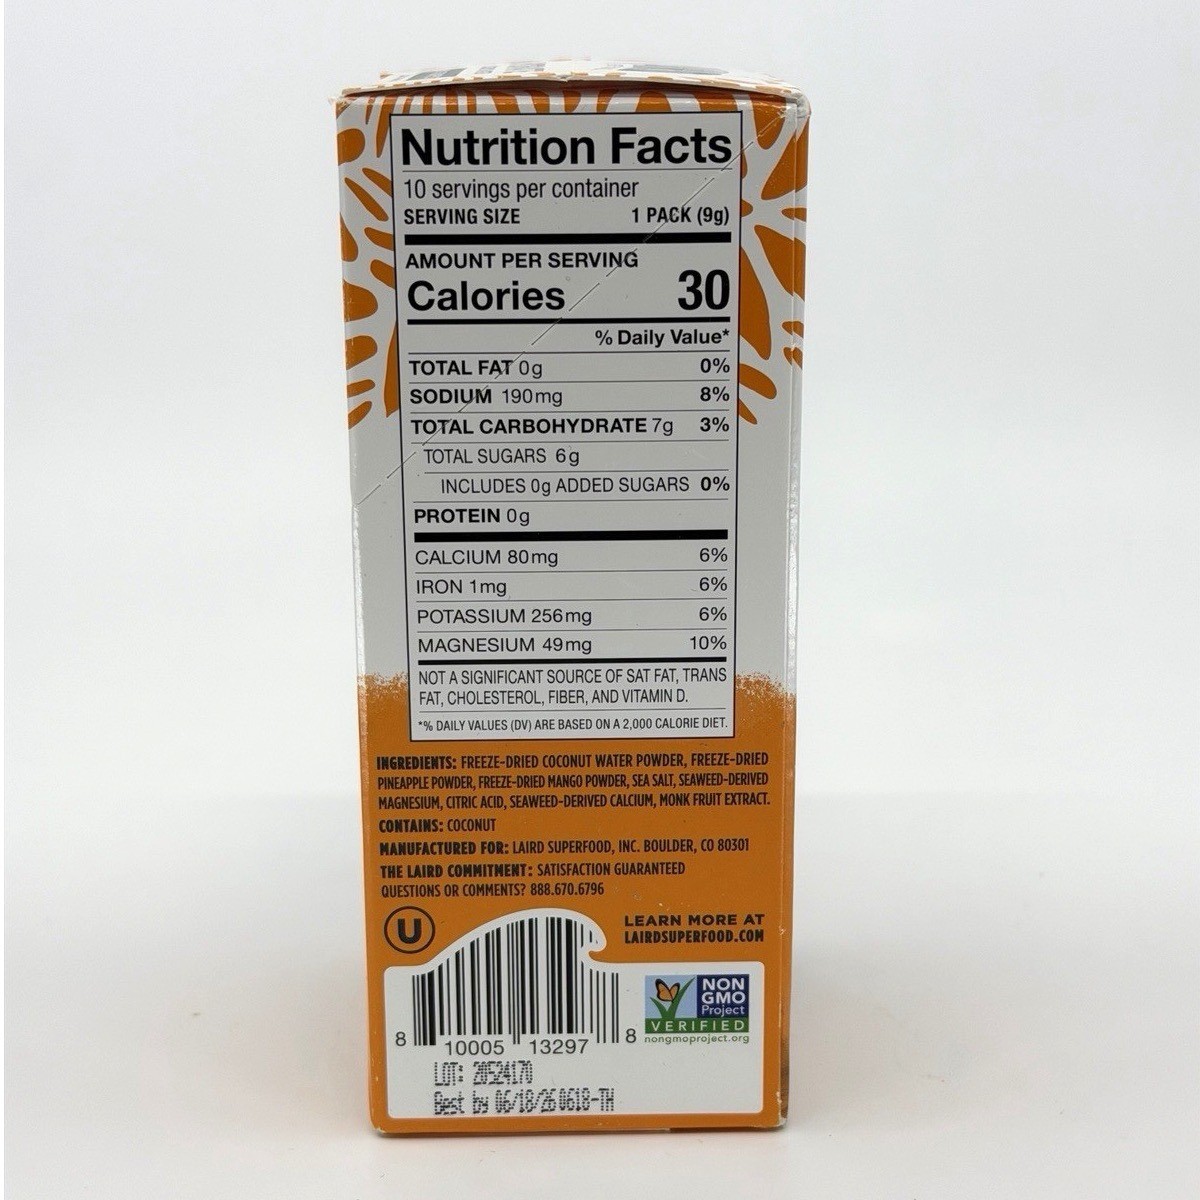 Nutrition Facts
10 servings per container
SERVING SIZE 1 PACK (9g)
AMOUNT PER SERVING
Calories 30
% Daily Value*
TOTAL FAT 0g 0%
SODIUM 190mg 8%
TOTAL CARBOHYDRATE 7g 3%
TOTAL SUGARS 6g
INCLUDES 0g ADDED SUGARS 0%
PROTEIN 0g
CALCIUM 80mg 6%
IRON 1mg 6%
POTASSIUM 256mg 6%
MAGNESIUM 49mg 10%
NOT A SIGNIFICANT SOURCE OF SAT FAT, TRANS
FAT, CHOLESTEROL, FIBER, AND VITAMIN D.
*% DAILY VALUES (DV) ARE BASED ON A 2,000 CALORIE DIET.
INGREDIENTS: FREEZE-DRIED COCONUT WATER POWDER, FREEZE-DRIED
PINEAPPLE POWDER, FREEZE-DRIED MANGO POWDER, SEA SALT, SEAWEED-DERIVED
MAGNESIUM, CITRIC ACID, SEAWEED-DERIVED CALCIUM, MONK FRUIT EXTRACT.
CONTAINS: COCONUT
MANUFACTURED FOR: LAIRD SUPERFOOD, INC. BOULDER, CO 80301
THE LAIRD COMMITMENT: SATISFACTION GUARANTEED
QUESTIONS OR COMMENTS? 888.670.6796
U
LEARN MORE AT
LAIRDSUPERFOOD.COM
NON
GMO
Project
VERIFIED
nongmoproject.org
8 10005 13297 8
LOT: 20524170
Best by 06/18/26 0618-TH